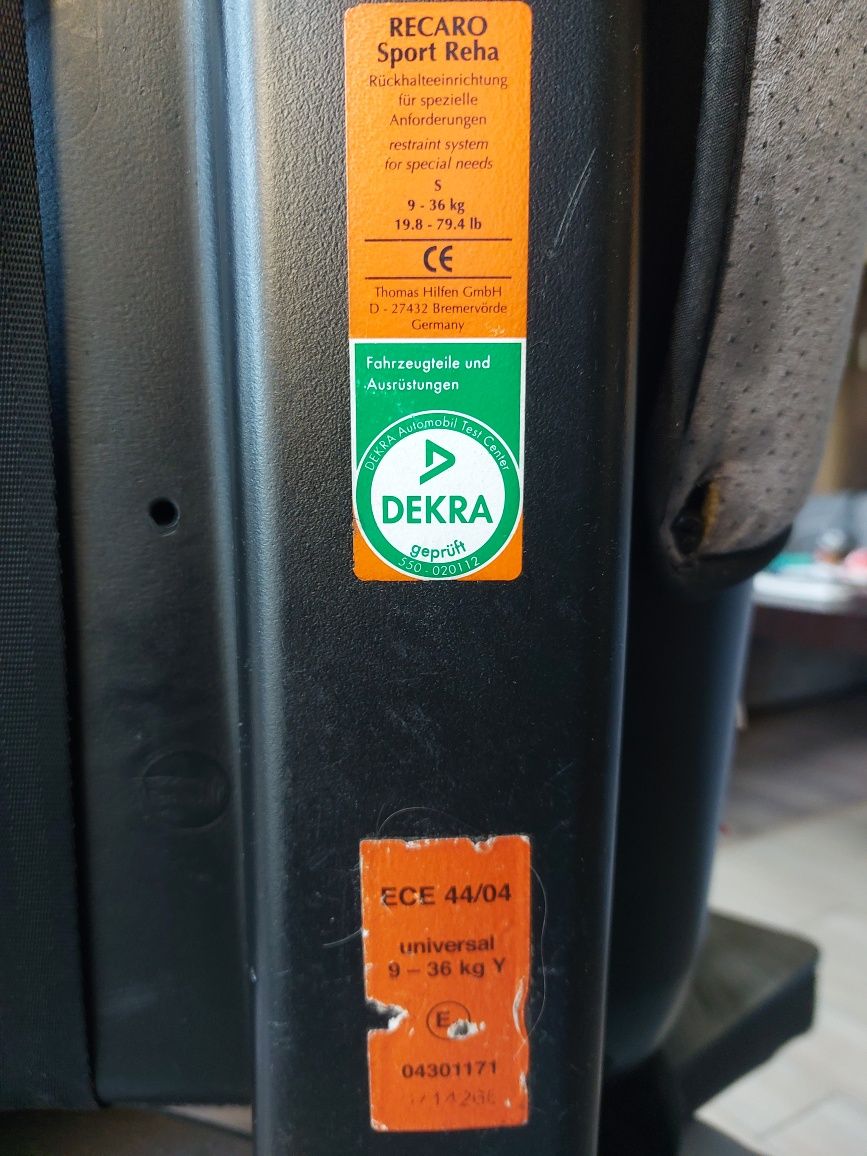 RECARO
Sport Reha
Rückhalteeinrichtung
für spezielle
Anforderungen
restraint system
for special needs
S
9 - 36 kg
19.8 - 79.4 lb
CE
Thomas Hilfen GmbH
D - 27432 Bremervörde
Germany
Fahrzeugteile und
Ausrüstungen
DEKRA Automobil Test Center
DEKRA
geprüft
550 - 020112
ECE 44/04
universal
9 – 36 kg Y
E
04301171